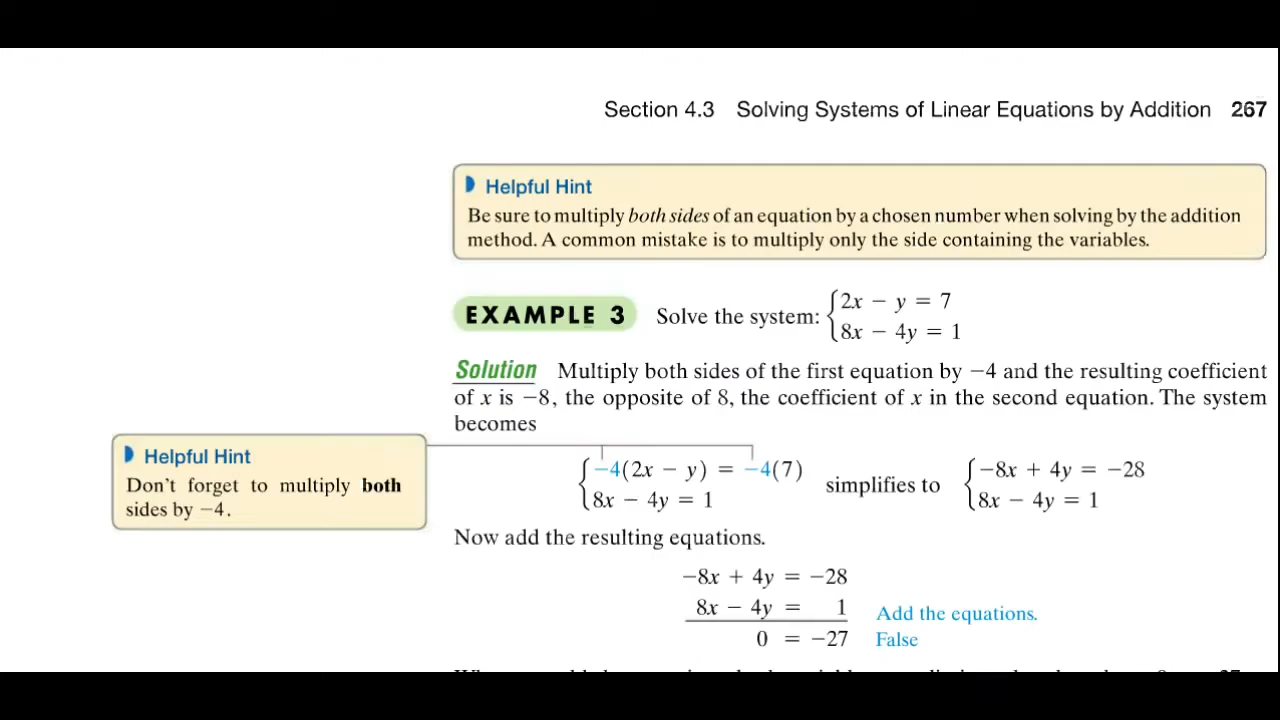 Section 4.3 Solving Systems of Linear Equations by Addition 267
Helpful Hint
Be sure to multiply both sides of an equation by a chosen number when solving by the addition
method. A common mistake is to multiply only the side containing the variables.
EXAMPLE 3 Solve the system: {2x − y = 7
8x − 4y = 1
Solution Multiply both sides of the first equation by −4 and the resulting coefficient
of x is −8, the opposite of 8, the coefficient of x in the second equation. The system
becomes
Helpful Hint
Don't forget to multiply both
sides by −4.
{−4(2x − y) = −4(7)
8x − 4y = 1
simplifies to
{−8x + 4y = −28
8x − 4y = 1
Now add the resulting equations.
−8x + 4y = −28
8x − 4y = 1 Add the equations.
0 = −27 False